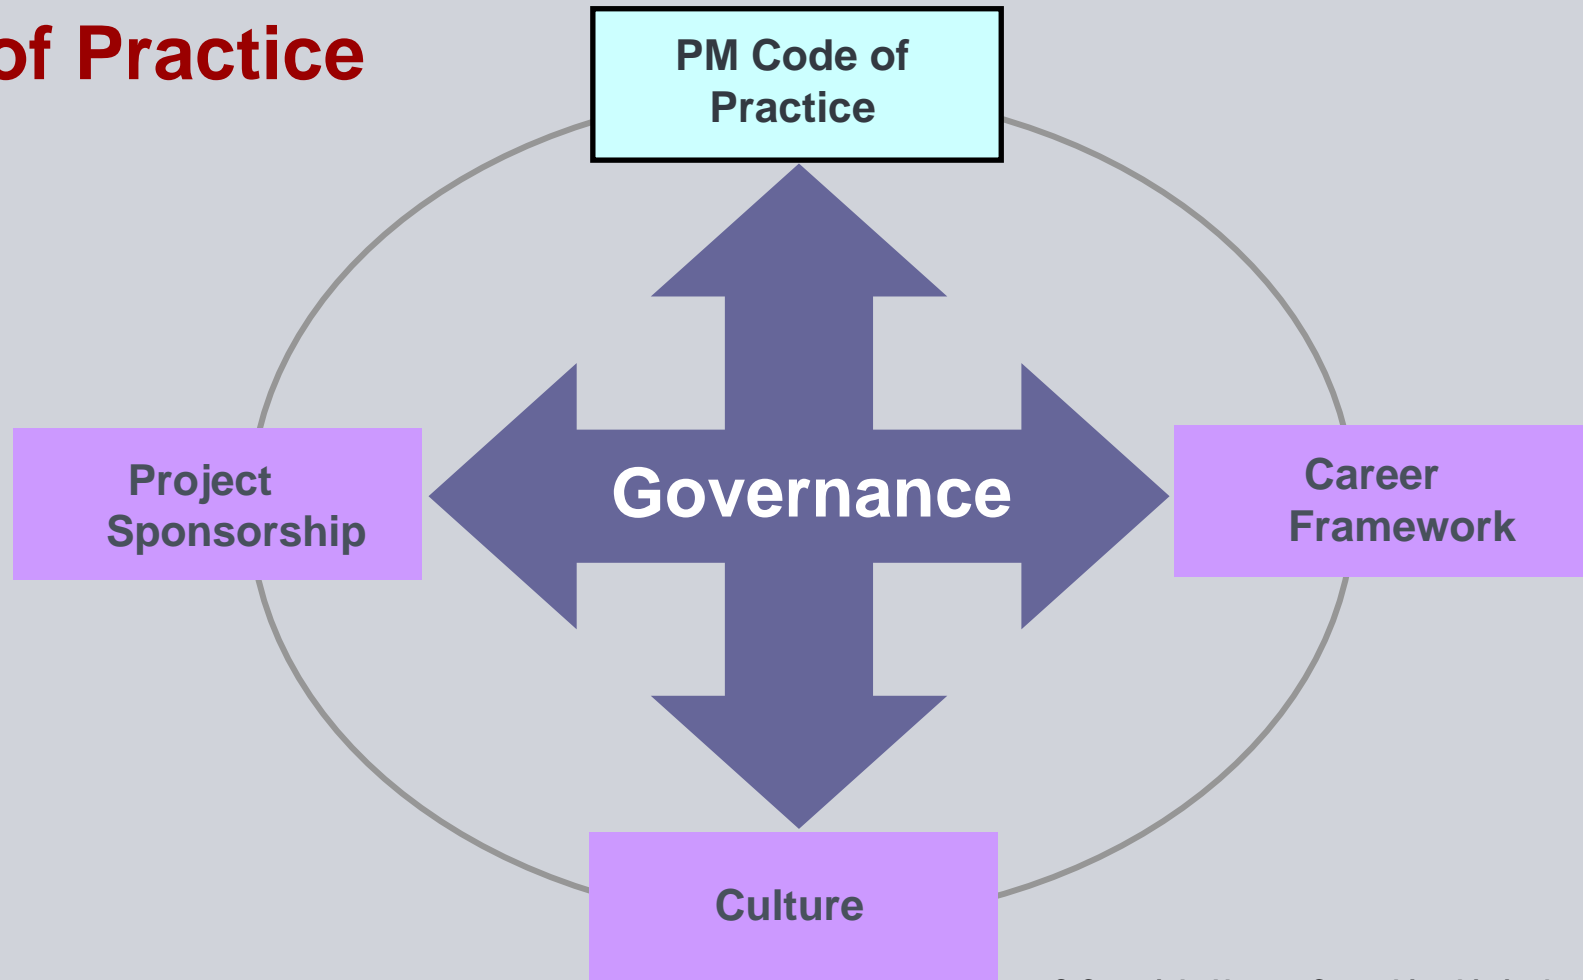 of Practice
PM Code of
Practice
Project
Sponsorship
Governance
Career
Framework
Culture